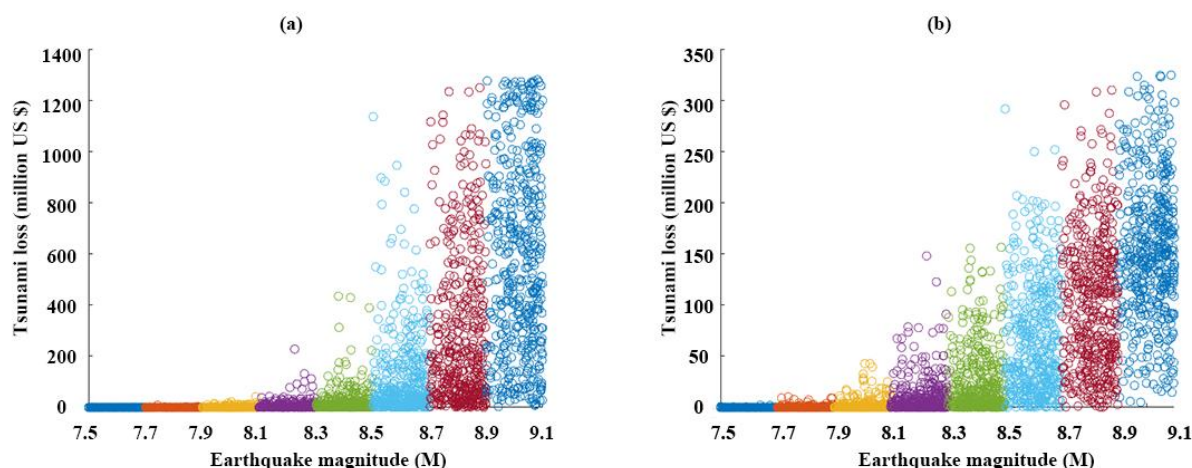 (a)
1400
1200
1000
800
600
400
200
0
7.5 7.7 7.9 8.1 8.3 8.5 8.7 8.9 9.1
Earthquake magnitude (M)
Tsunami loss (million US $)
(b)
350
300
250
200
150
100
50
0
7.5 7.7 7.9 8.1 8.3 8.5 8.7 8.9 9.1
Earthquake magnitude (M)
Tsunami loss (million US $)